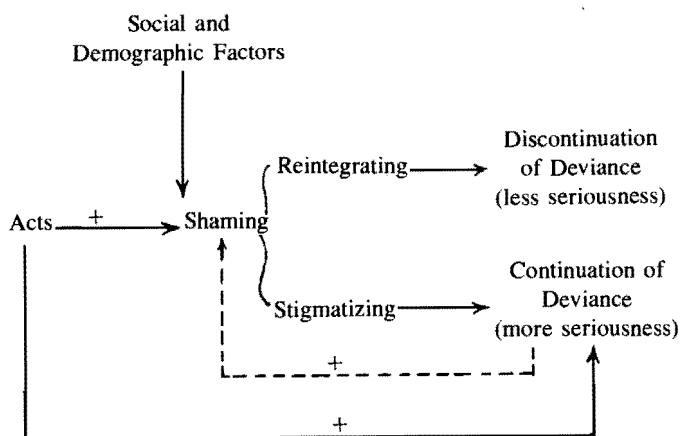 Social and
Demographic Factors
Reintegrating
Discontinuation
of Deviance
(less seriousness)
Acts
+
Shaming
Stigmatizing
Continuation of
Deviance
(more seriousness)
+
+